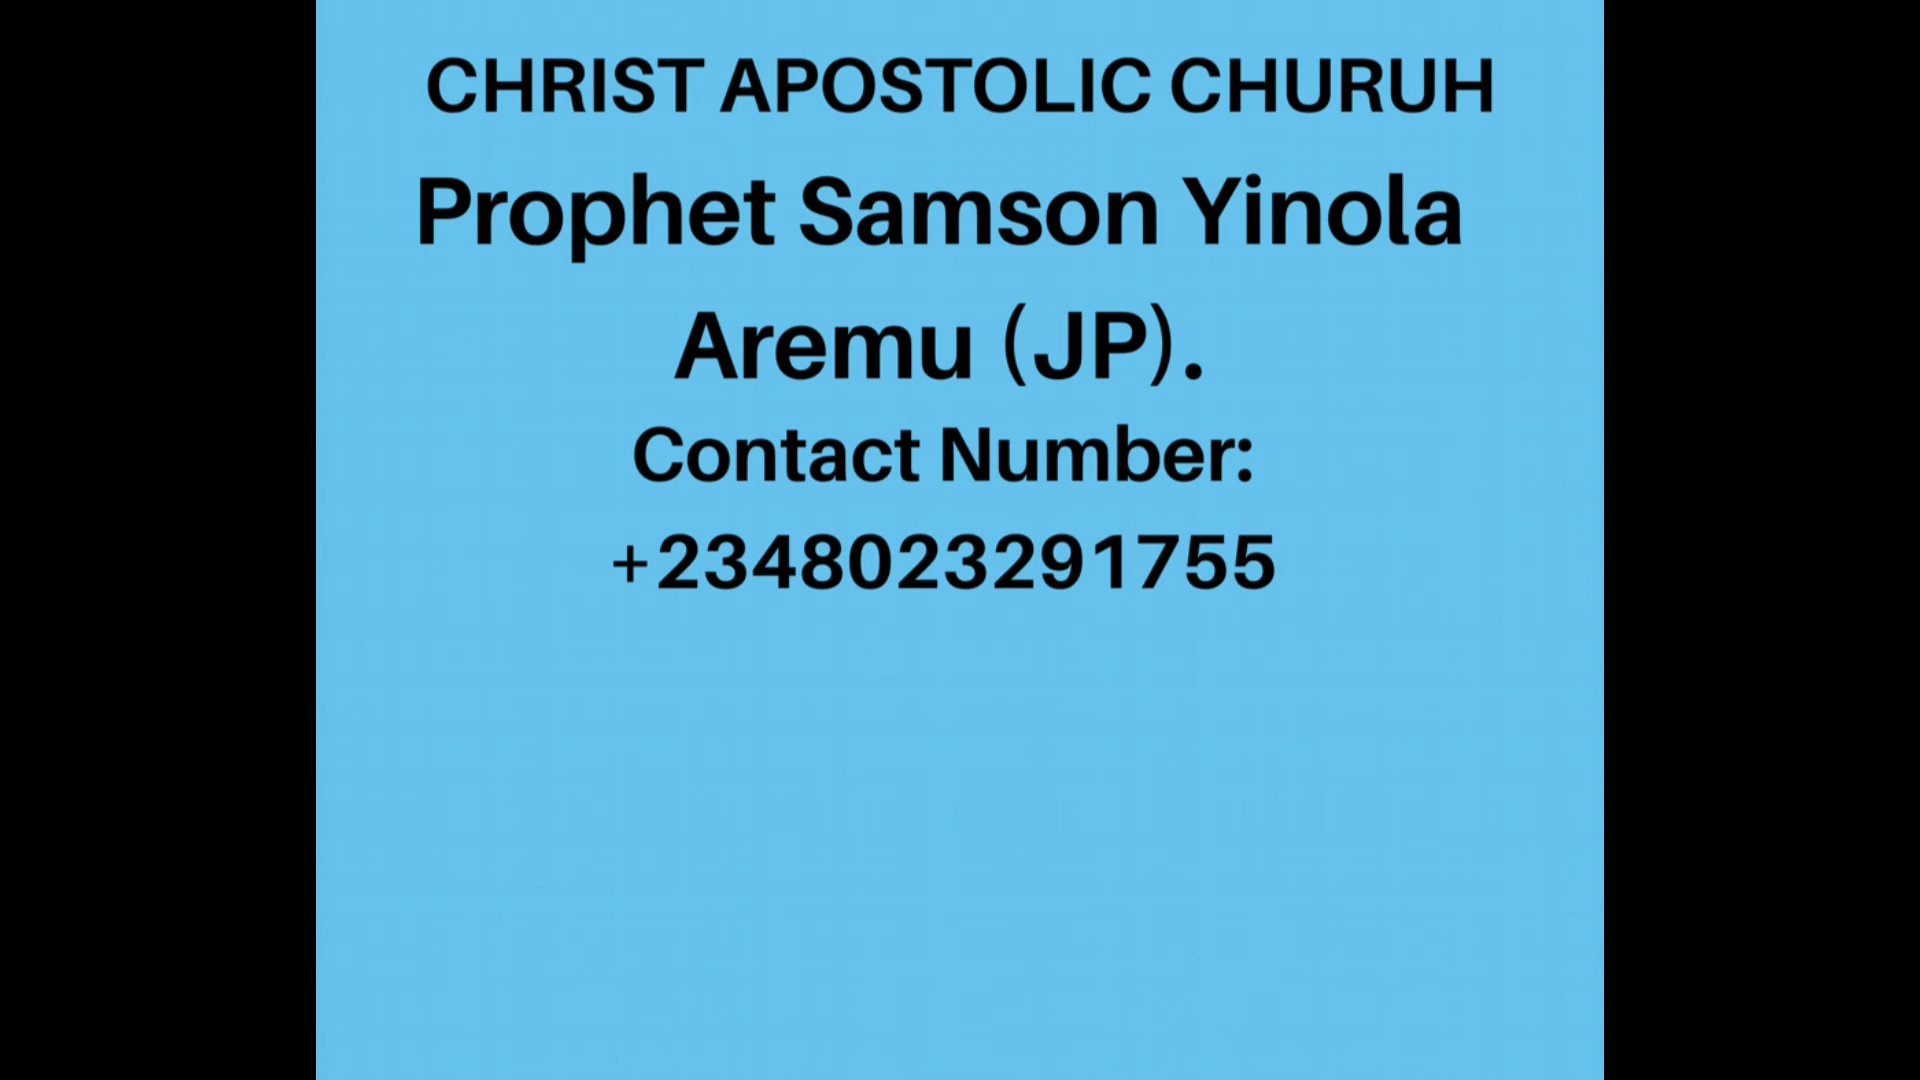 CHRIST APOSTOLIC CHURUH
Prophet Samson Yinola
Aremu (JP).
Contact Number:
+2348023291755